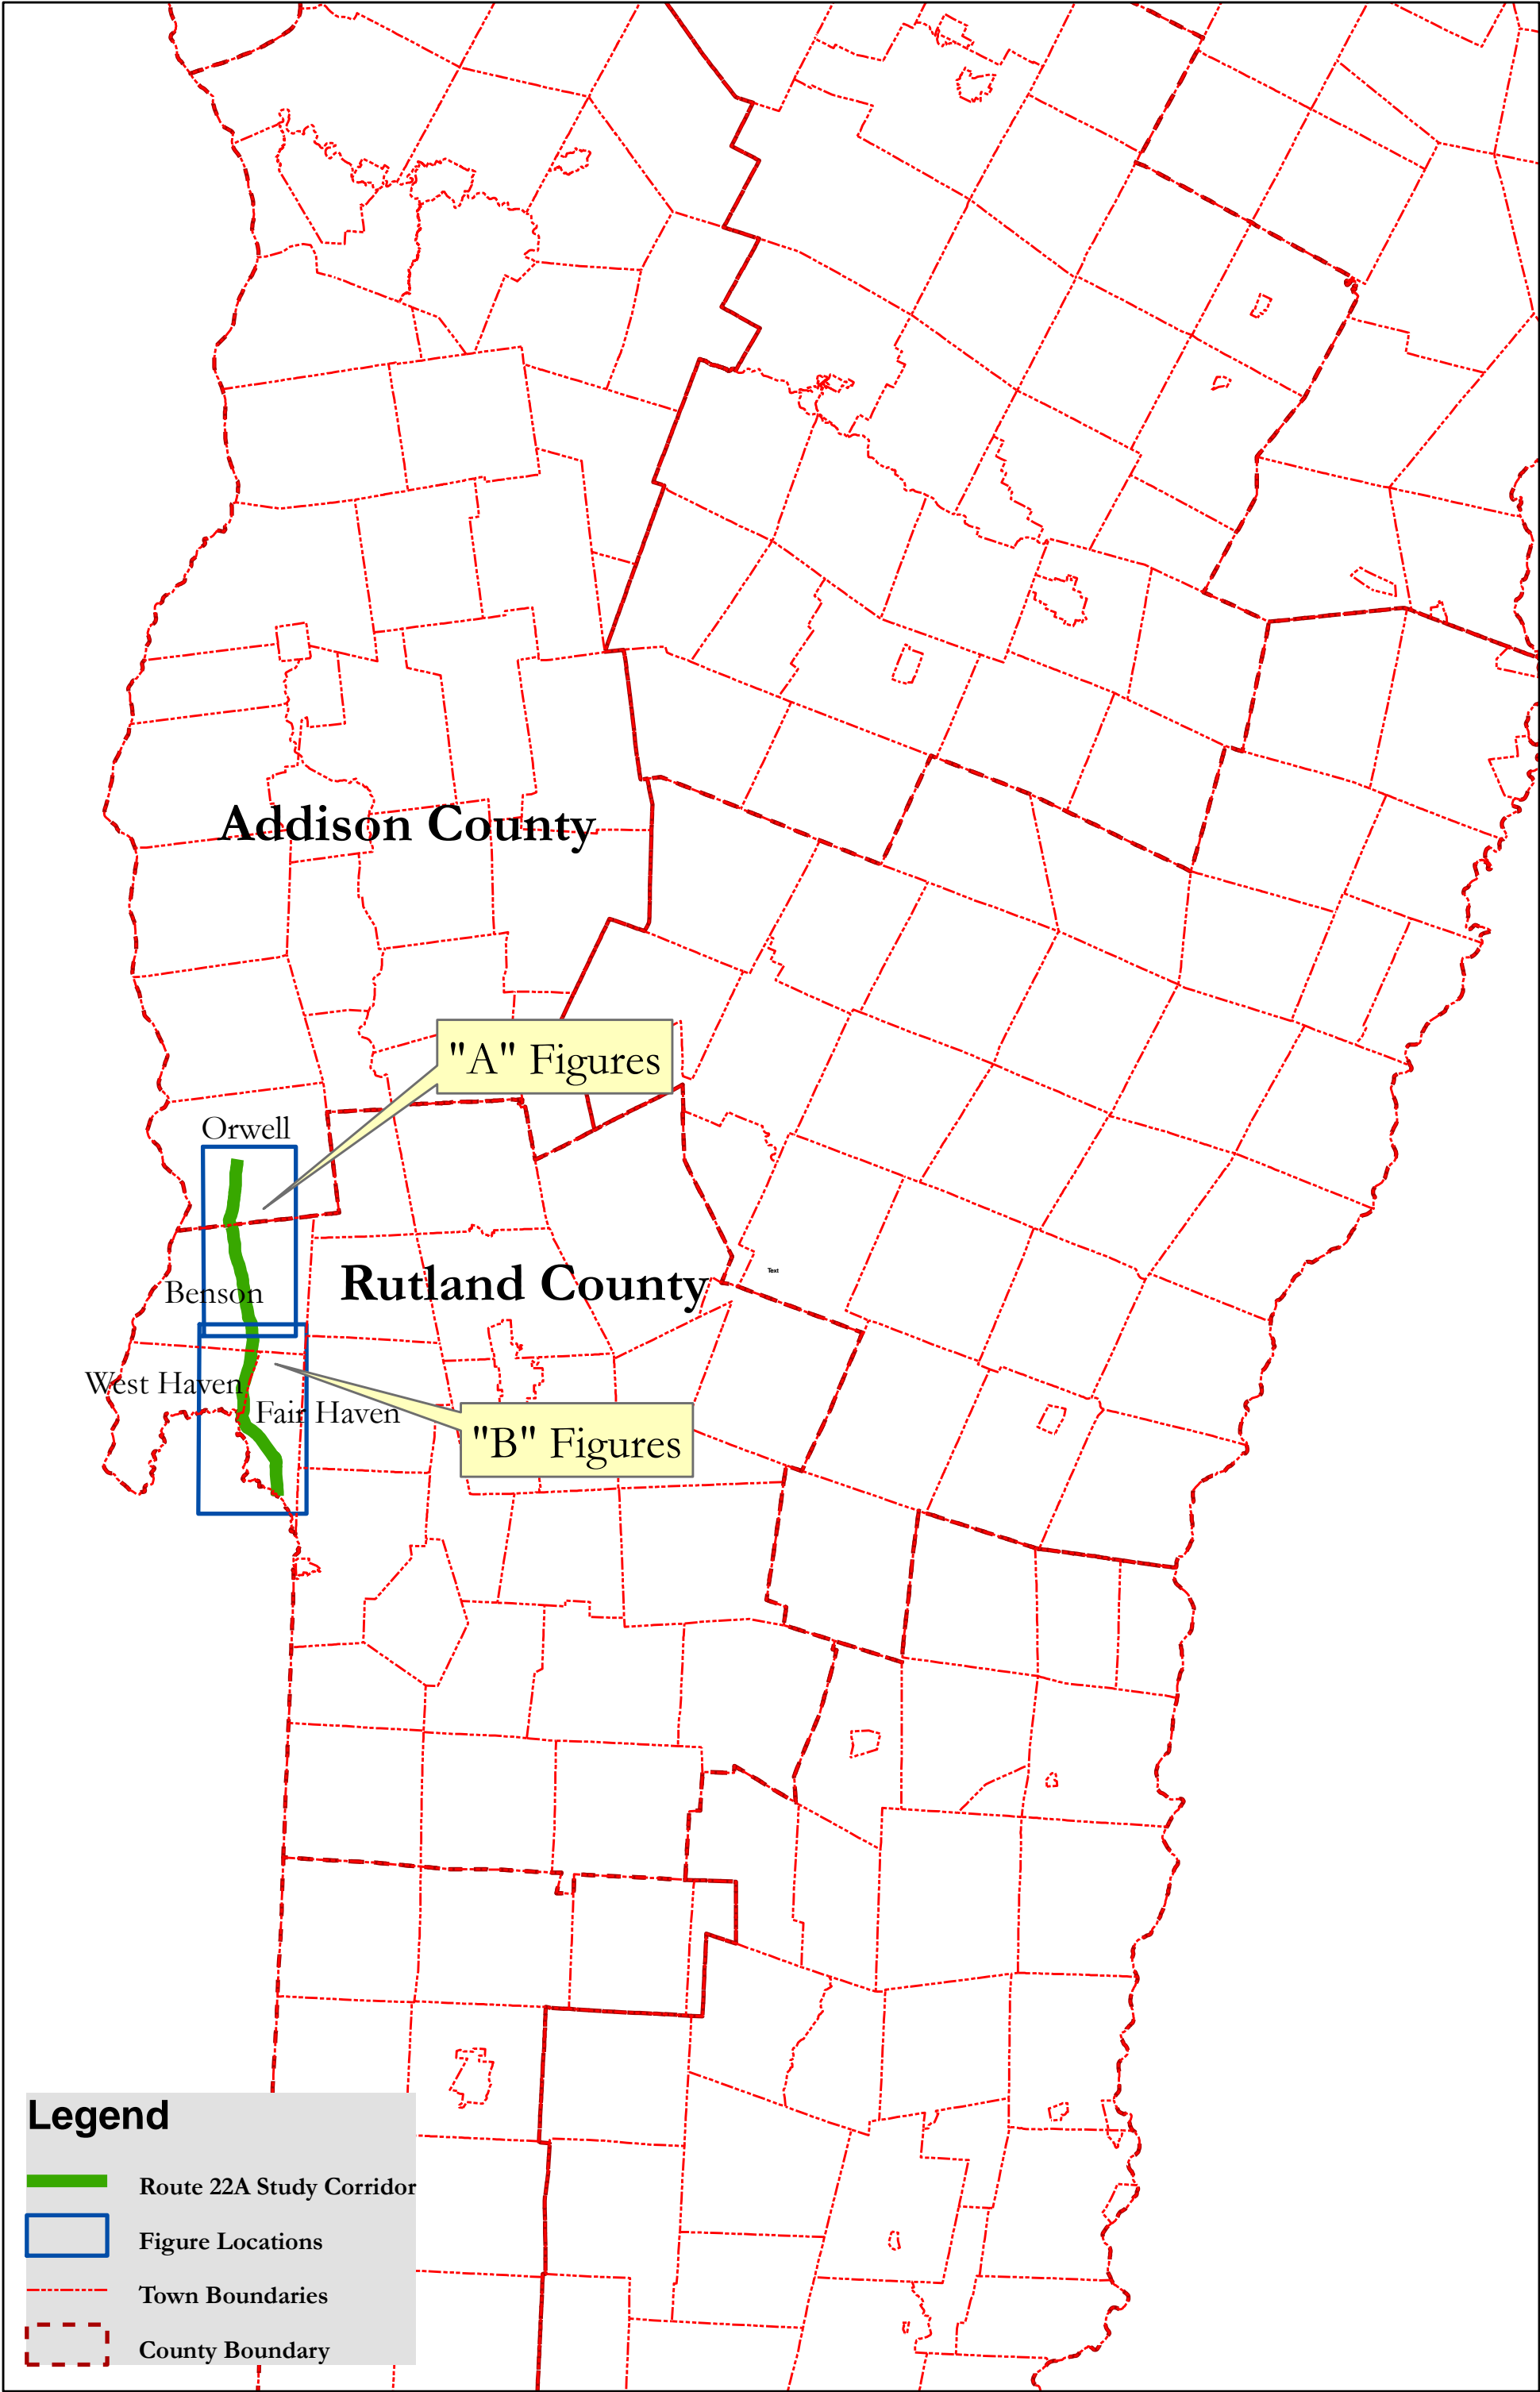 Addison County
"A" Figures
Orwell
Text
Rutland County
Benson
West Haven
Fair Haven
"B" Figures
Legend
Route 22A Study Corridor
Figure Locations
Town Boundaries
County Boundary